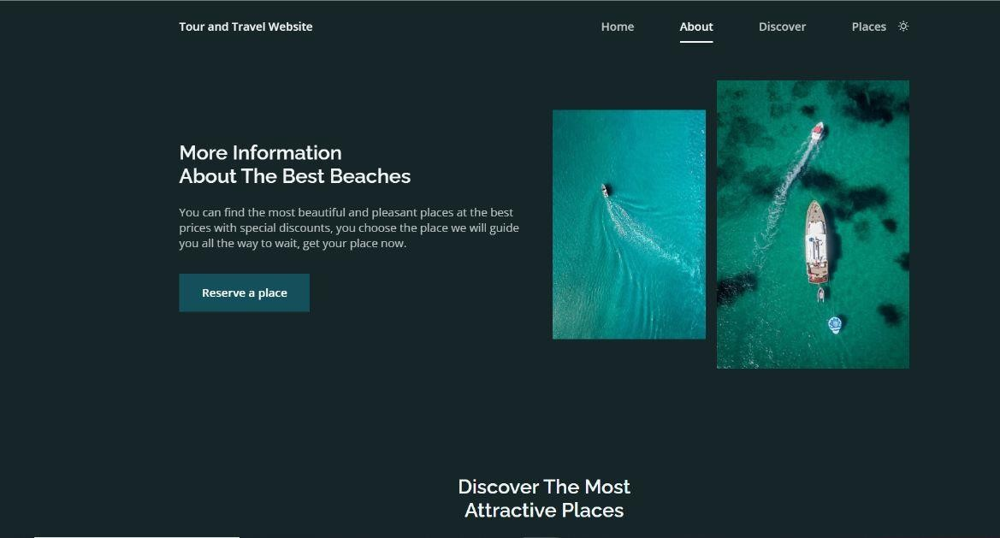 Tour and Travel Website
Home
About
Discover
Places
More Information
About The Best Beaches
You can find the most beautiful and pleasant places at the best
prices with special discounts, you choose the place we will guide
you all the way to wait, get your place now.
Reserve a place
Discover The Most
Attractive Places